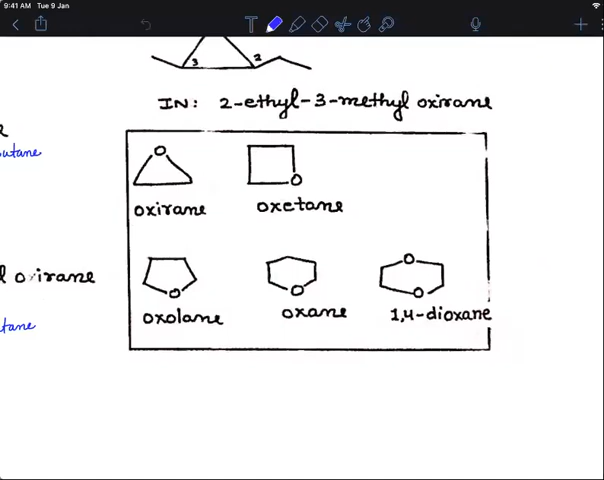 9:41 AM Tue 9 Jan
3 2
IN: 2-ethyl-3-methyl oxirane
O
oxirane oxetane
O O O O O
oxolane oxane 1,4-dioxane
oxirane